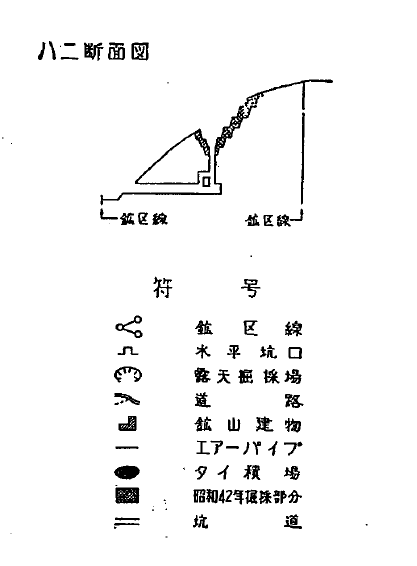 ハニ断面図
鉱区線 鉱区線
符号
鉱区線
水平坑口
露天掘採場
道路
鉱山建物
エアーパイプ
タイ積場
昭和42年掘採部分
坑道